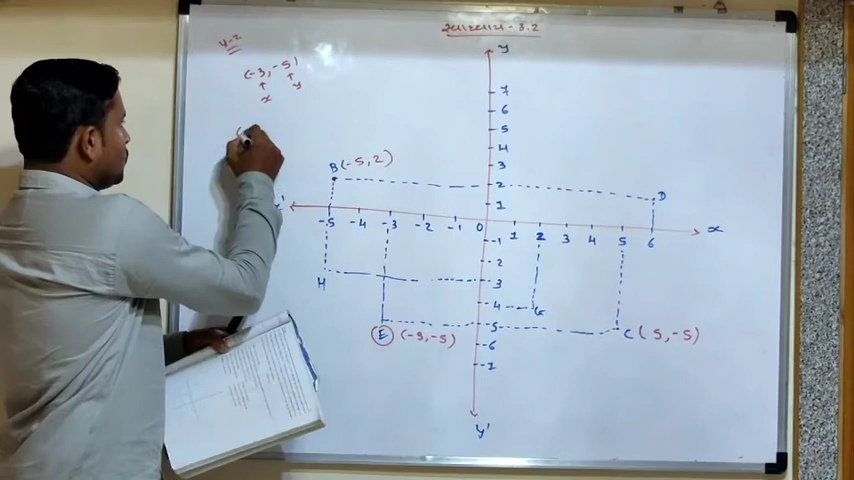 સ્વાધ્યાય - 3.2
પ્ર-2
(-3, -5)
↑ ↑
x y
(
y
7
6
5
4
3
2
1
B (-5, 2)
D
x'
-5 -4 -3 -2 -1 0 1 2 3 4 5 6
x
-1
-2
-3
-4
-5
-6
-7
H
G
E (-3, -5)
C (5, -5)
y'